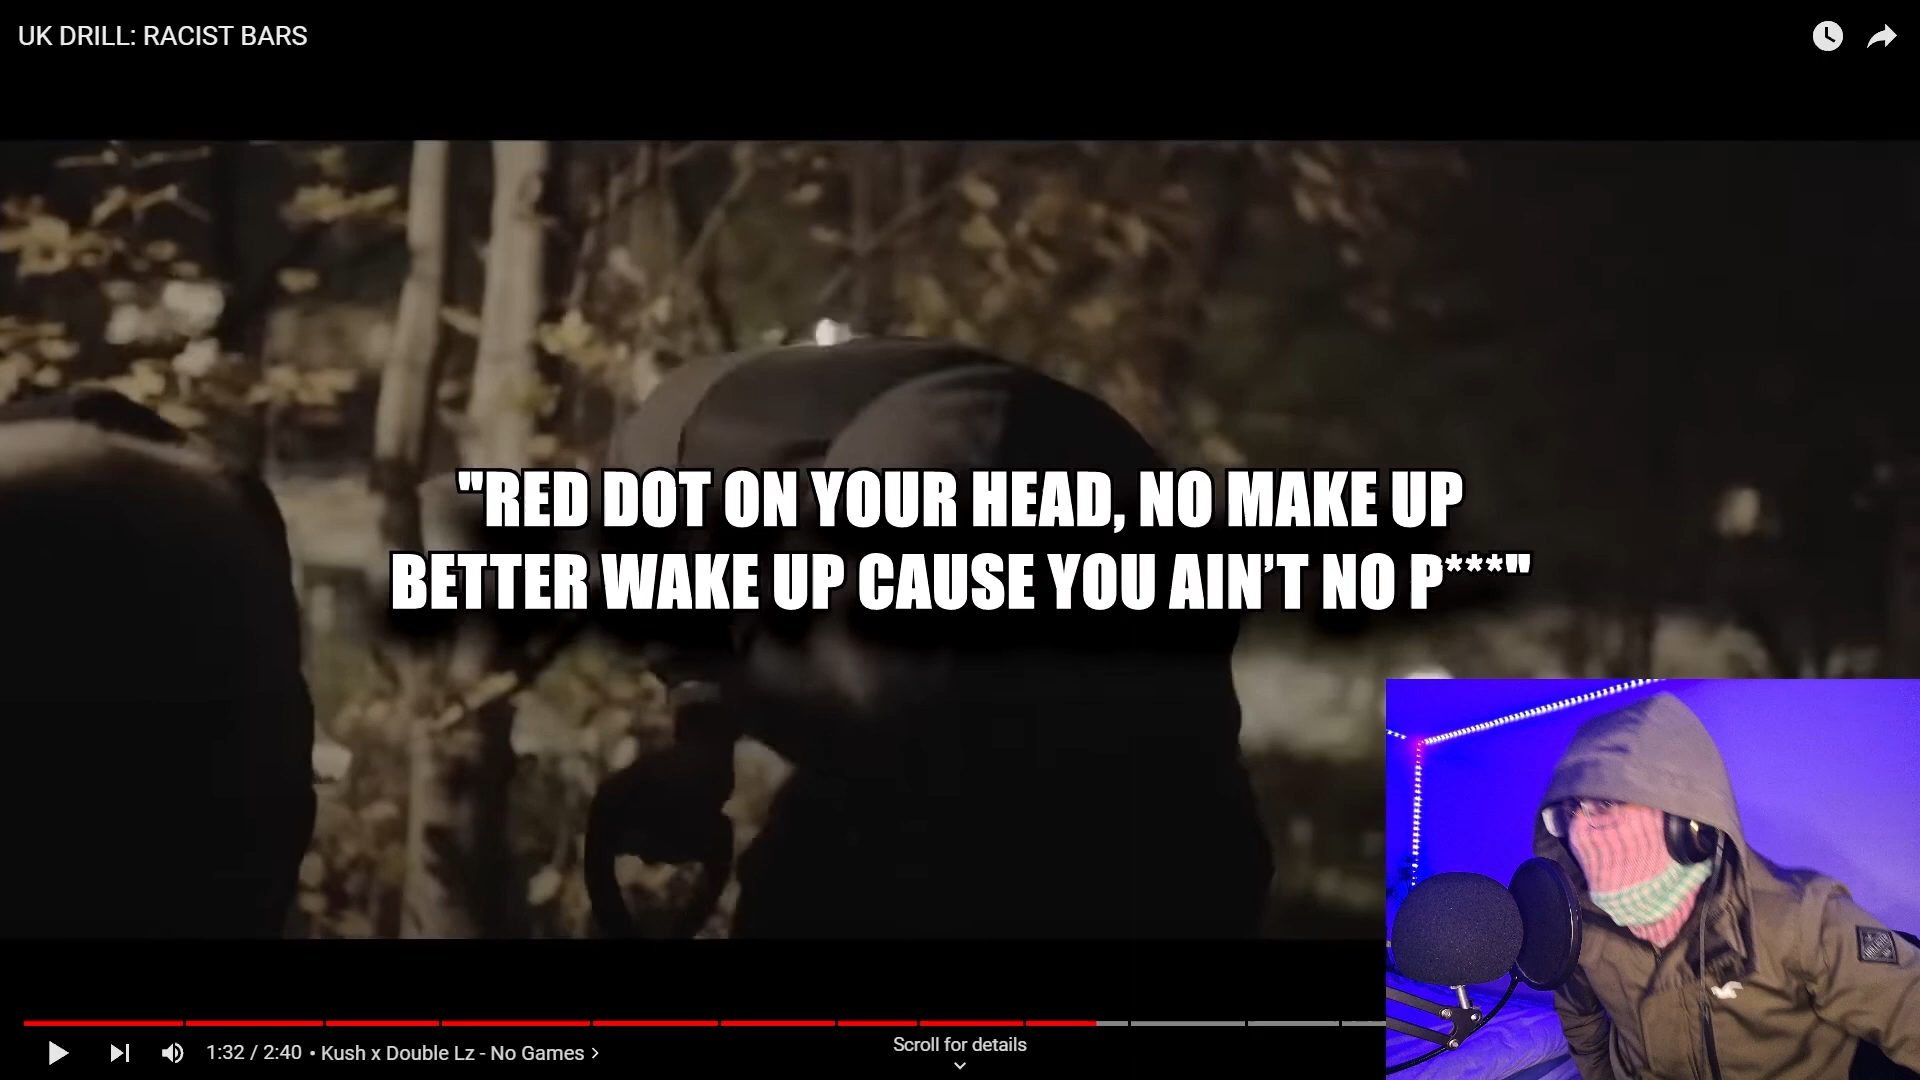 UK DRILL: RACIST BARS
"RED DOT ON YOUR HEAD, NO MAKE UP
BETTER WAKE UP CAUSE YOU AIN’T NO P***"
Scroll for details
1:32 / 2:40 • Kush x Double Lz - No Games